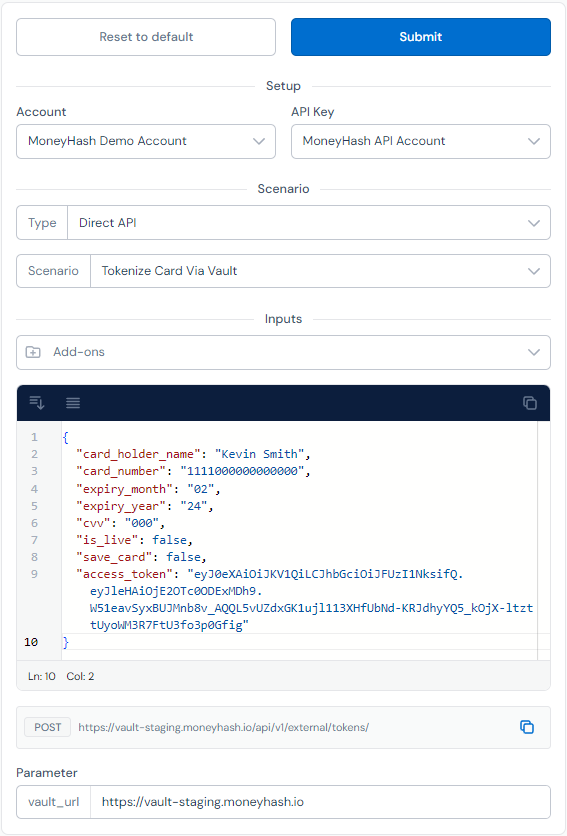 Reset to default
Submit
Setup
Account
API Key
MoneyHash Demo Account
MoneyHash API Account
Scenario
Type
Direct API
Scenario
Tokenize Card Via Vault
Inputs
Add-ons
1 {
2 "card_holder_name": "Kevin Smith",
3 "card_number": "1111000000000000",
4 "expiry_month": "02",
5 "expiry_year": "24",
6 "cvv": "000",
7 "is_live": false,
8 "save_card": false,
9 "access_token": "eyJ0eXAiOiJKV1QiLCJhbGciOiJFUzI1NksifQ.
eyJleHAiOjE2OTc0ODExMDh9.
W51eavSyxBUJMnb8v_AQQL5vUZdxGK1ujl113XHfUbNd-KRJdhyYQ5_kOjX-ltzt
tUyoWM3R7FtU3fo3p0Gfig"
10 }
Ln: 10 Col: 2
POST
https://vault-staging.moneyhash.io/api/v1/external/tokens/
Parameter
vault_url
https://vault-staging.moneyhash.io